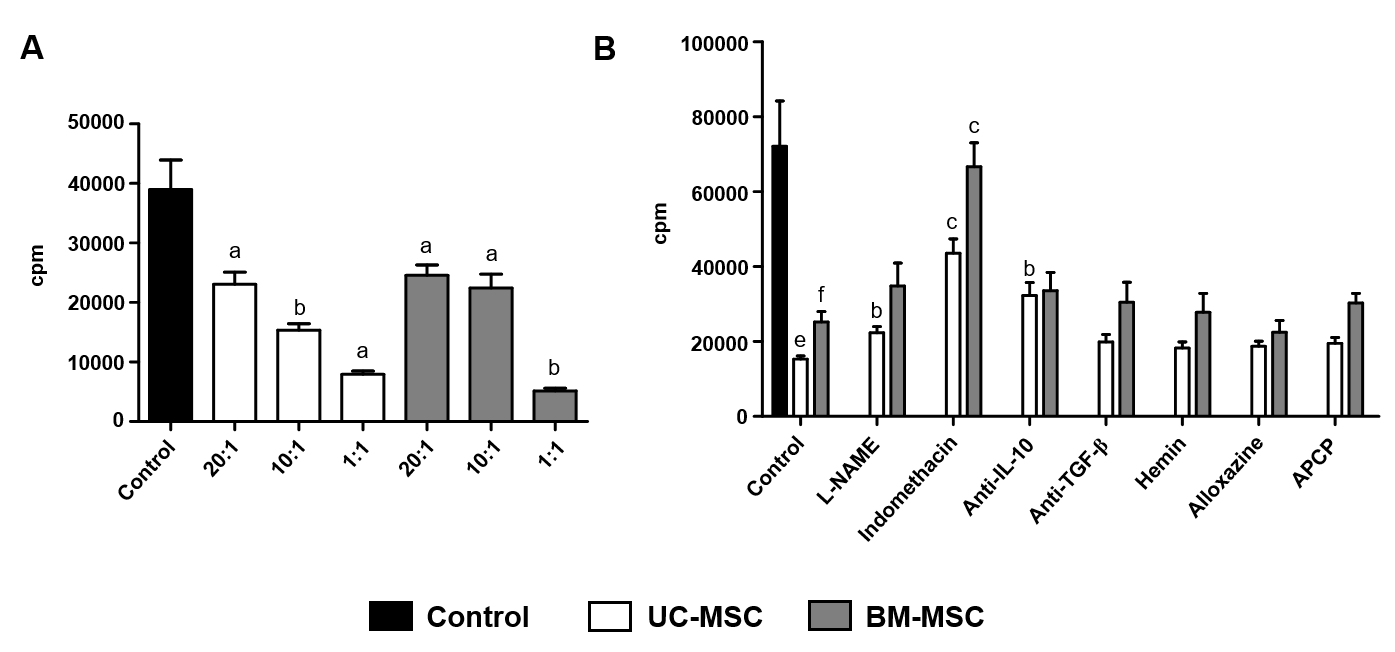 A
cpm
50000
40000
30000
20000
10000
0
a
b
a
a
a
b
Control
20:1
10:1
1:1
20:1
10:1
1:1
B
cpm
100000
80000
60000
40000
20000
0
e
f
b
c
c
b
Control
L-NAME
Indomethacin
Anti-IL-10
Anti-TGF-β
Hemin
Alloxazine
APCP
Control
UC-MSC
BM-MSC